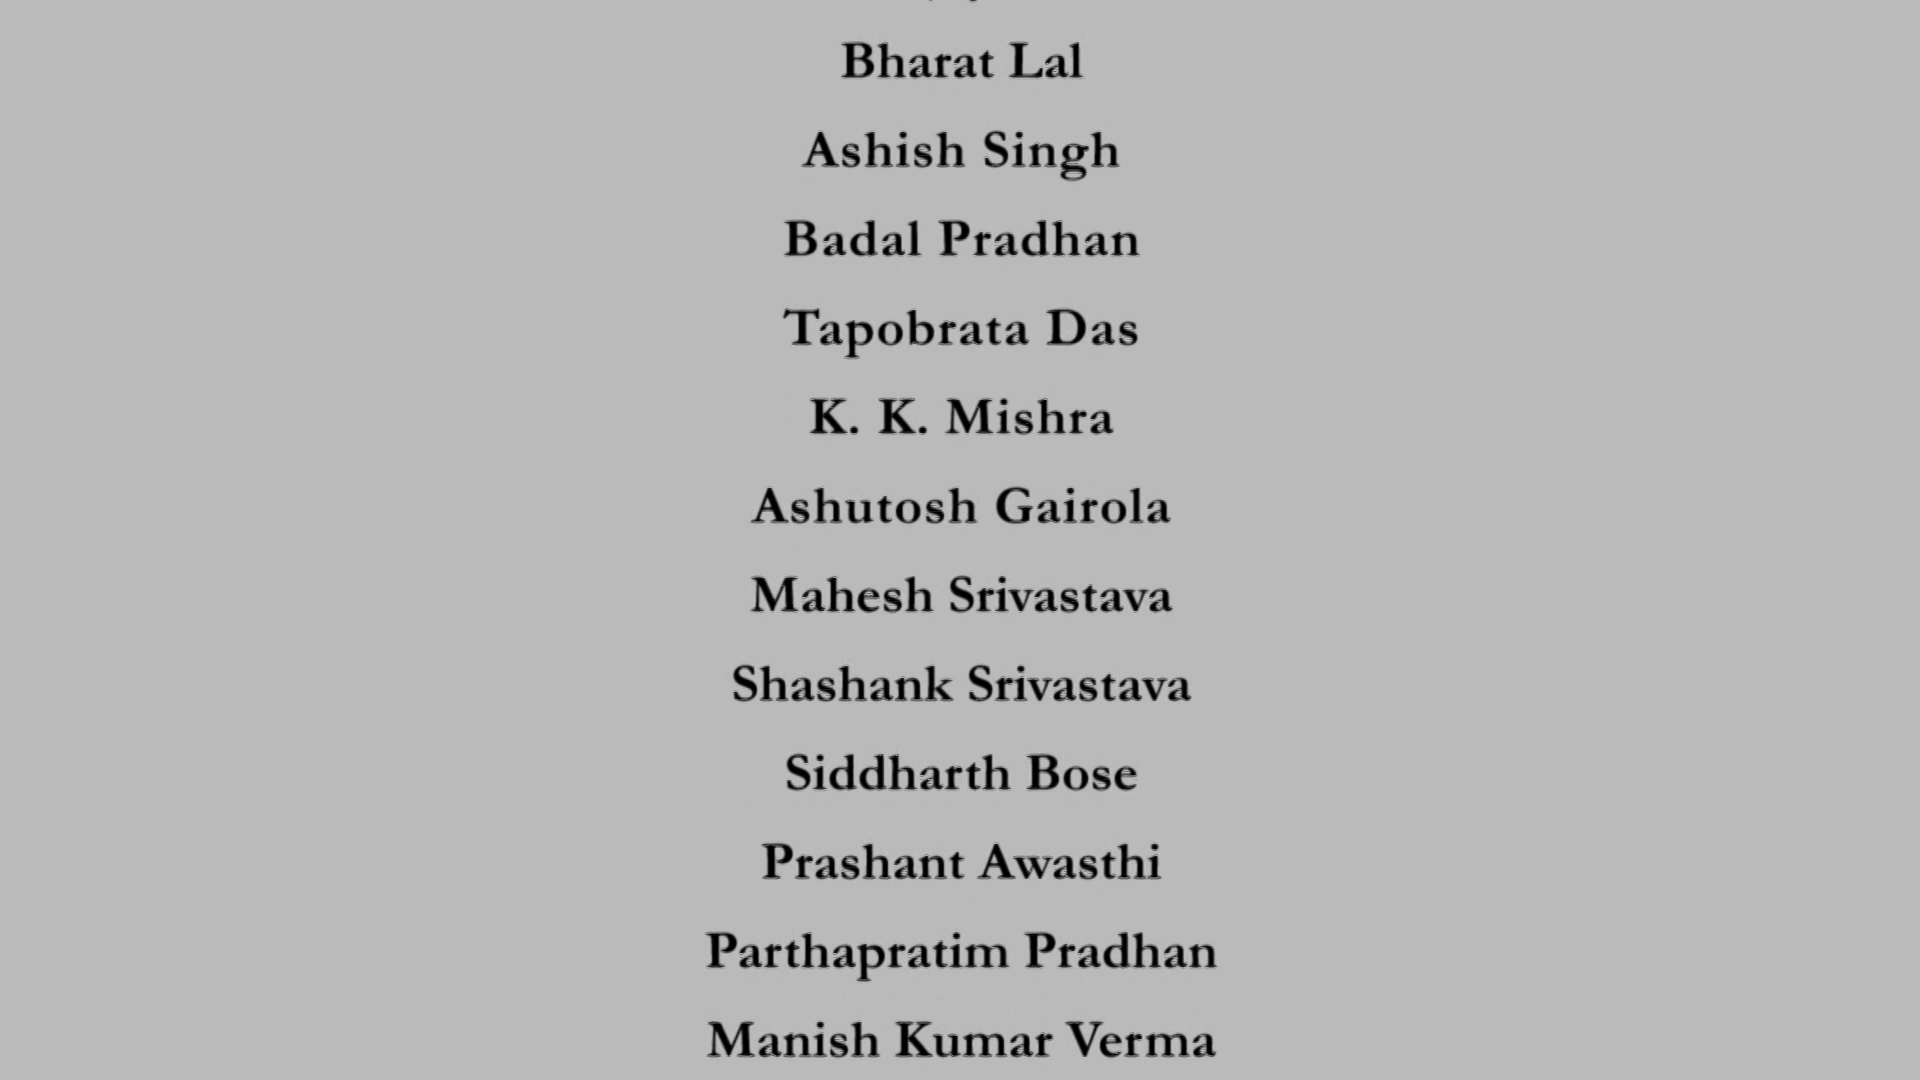 Bharat Lal
Ashish Singh
Badal Pradhan
Tapobrata Das
K. K. Mishra
Ashutosh Gairola
Mahesh Srivastava
Shashank Srivastava
Siddharth Bose
Prashant Awasthi
Parthapratim Pradhan
Manish Kumar Verma